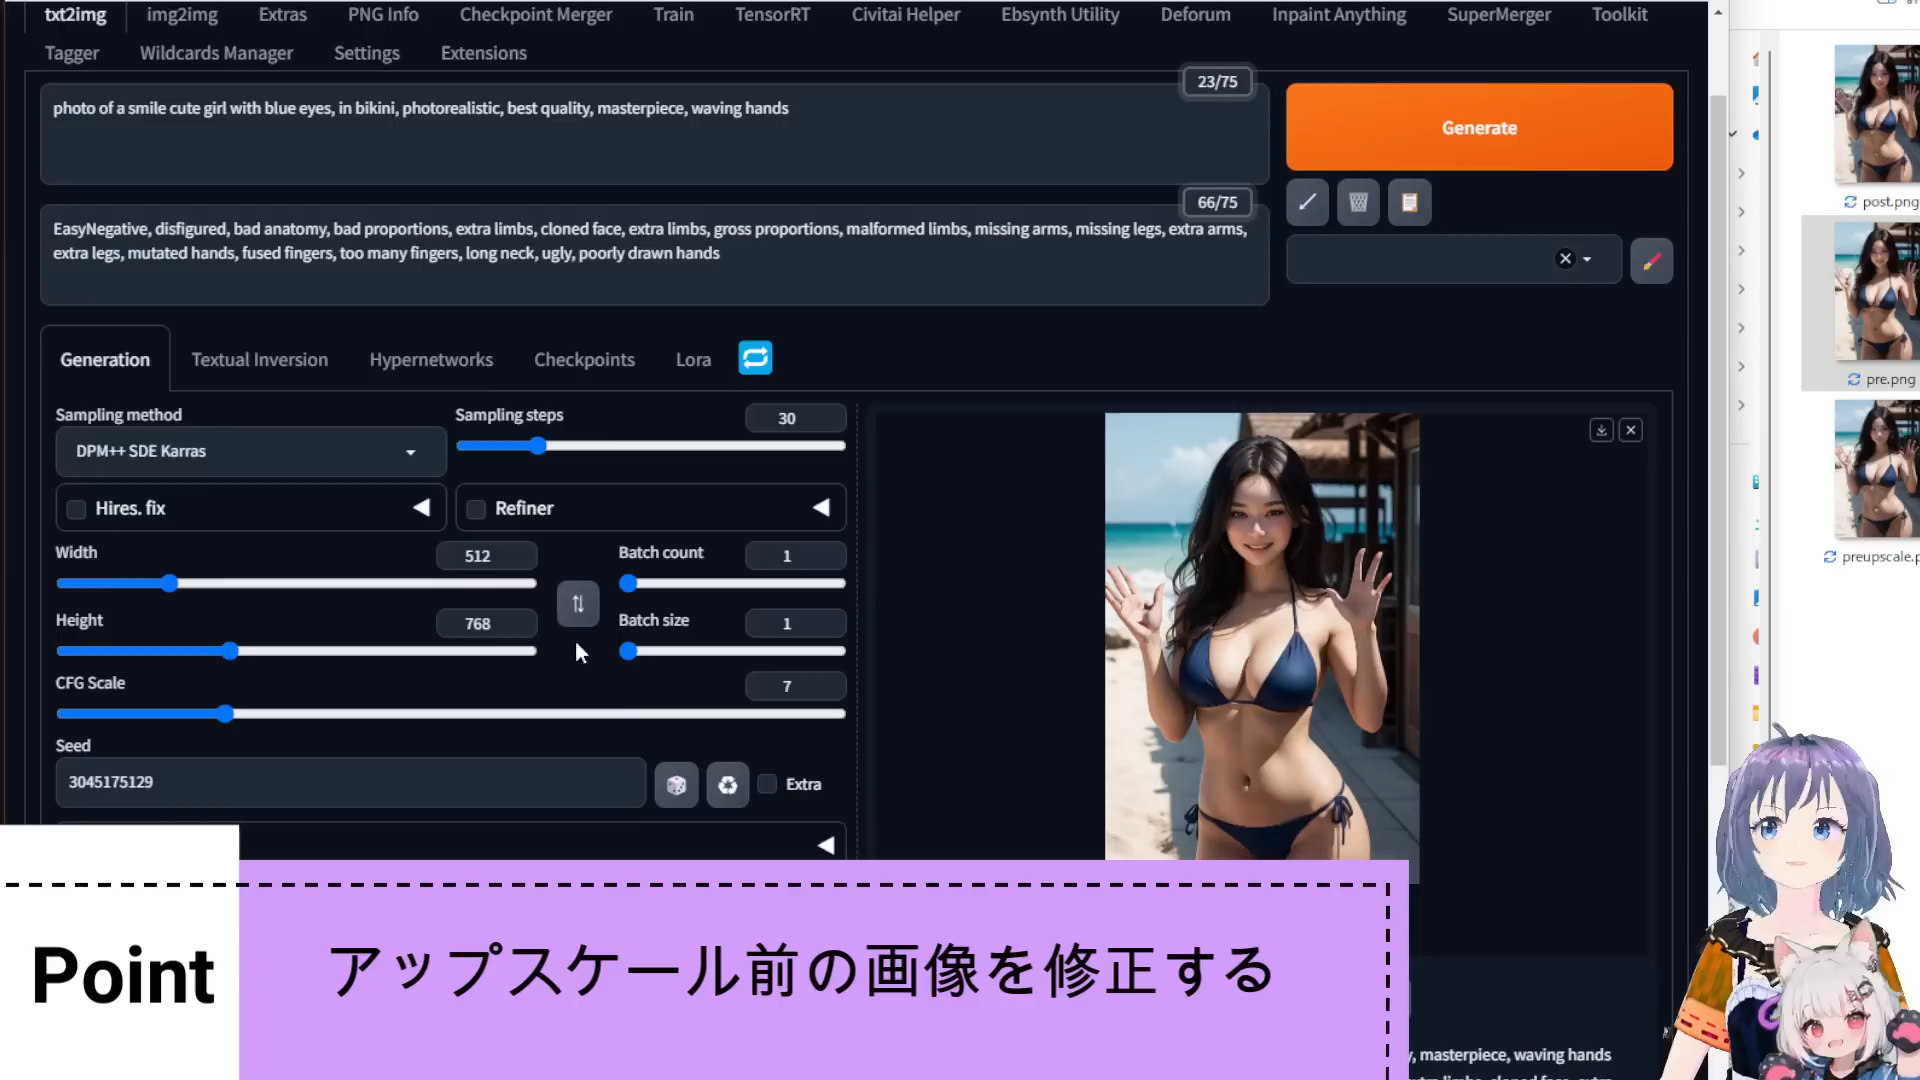 txt2img img2img Extras PNG Info Checkpoint Merger Train TensorRT Civitai Helper Ebsynth Utility Deforum Inpaint Anything SuperMerger Toolkit
Tagger Wildcards Manager Settings Extensions
23/75
photo of a smile cute girl with blue eyes, in bikini, photorealistic, best quality, masterpiece, waving hands
Generate
66/75
EasyNegative, disfigured, bad anatomy, bad proportions, extra limbs, cloned face, extra limbs, gross proportions, malformed limbs, missing arms, missing legs, extra arms,
extra legs, mutated hands, fused fingers, too many fingers, long neck, ugly, poorly drawn hands
post.png
pre.png
preupscale.p
Generation Textual Inversion Hypernetworks Checkpoints Lora
Sampling method
DPM++ SDE Karras
Sampling steps
30
Hires. fix
Refiner
Width
512
Batch count
1
Height
768
Batch size
1
CFG Scale
7
Seed
3045175129
Extra
Point
アップスケール前の画像を修正する
, masterpiece, waving hands